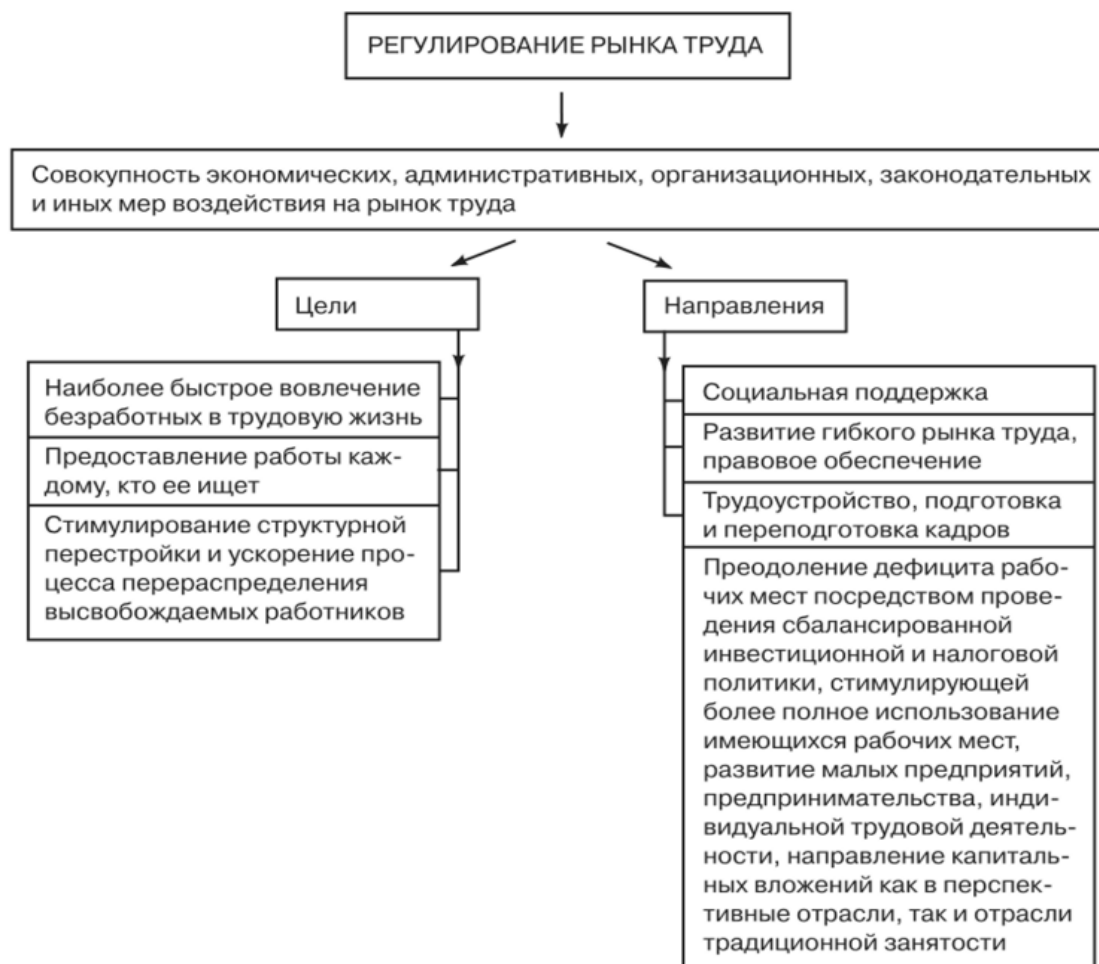 РЕГУЛИРОВАНИЕ РЫНКА ТРУДА
Совокупность экономических, административных, организационных, законодательных
и иных мер воздействия на рынок труда
Цели
Наиболее быстрое вовлечение
безработных в трудовую жизнь
Предоставление работы каж-
дому, кто ее ищет
Стимулирование структурной
перестройки и ускорение про-
цесса перераспределения
высвобождаемых работников
Направления
Социальная поддержка
Развитие гибкого рынка труда,
правовое обеспечение
Трудоустройство, подготовка
и переподготовка кадров
Преодоление дефицита рабо-
чих мест посредством прове-
дения сбалансированной
инвестиционной и налоговой
политики, стимулирующей
более полное использование
имеющихся рабочих мест,
развитие малых предприятий,
предпринимательства, инди-
видуальной трудовой деятель-
ности, направление капиталь-
ных вложений как в перспек-
тивные отрасли, так и отрасли
традиционной занятости